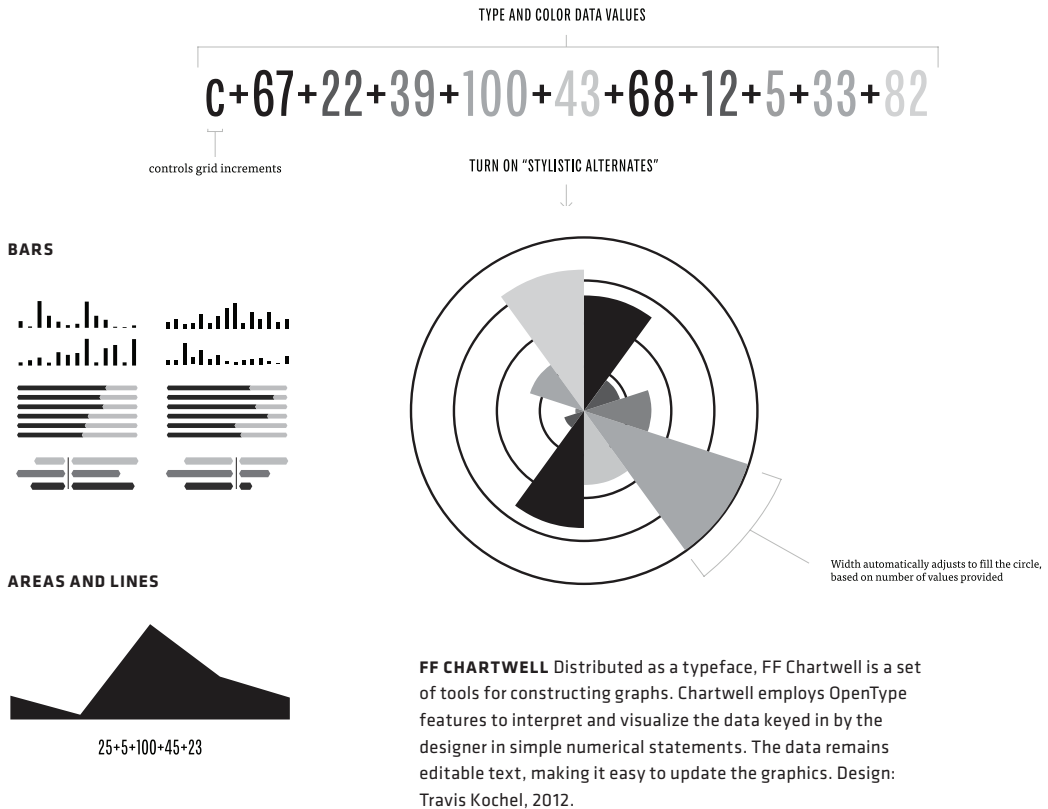 TYPE AND COLOR DATA VALUES
c+67+22+39+100+43+68+12+5+33+82
controls grid increments
TURN ON “STYLISTIC ALTERNATES”
BARS
Width automatically adjusts to fill the circle,
based on number of values provided
AREAS AND LINES
25+5+100+45+23
FF CHARTWELL Distributed as a typeface, FF Chartwell is a set
of tools for constructing graphs. Chartwell employs OpenType
features to interpret and visualize the data keyed in by the
designer in simple numerical statements. The data remains
editable text, making it easy to update the graphics. Design:
Travis Kochel, 2012.